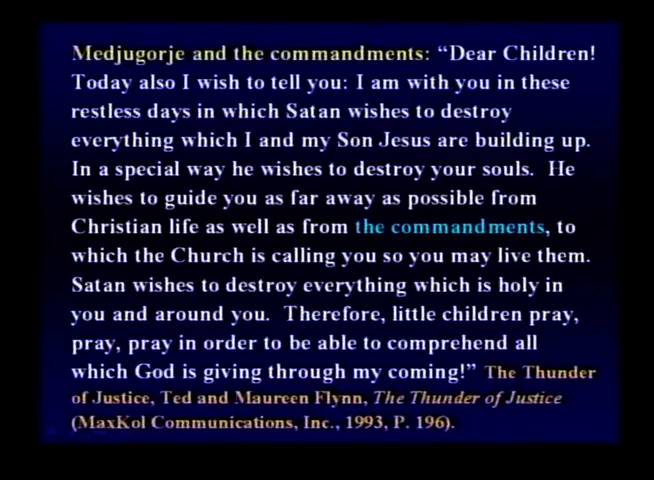 Medjugorje and the commandments: “Dear Children!
Today also I wish to tell you: I am with you in these
restless days in which Satan wishes to destroy
everything which I and my Son Jesus are building up.
In a special way he wishes to destroy your souls.  He
wishes to guide you as far away as possible from
Christian life as well as from the commandments, to
which the Church is calling you so you may live them.
Satan wishes to destroy everything which is holy in
you and around you.  Therefore, little children pray,
pray, pray in order to be able to comprehend all
which God is giving through my coming!” The Thunder
of Justice, Ted and Maureen Flynn, The Thunder of Justice
(MaxKol Communications, Inc., 1993, P. 196).